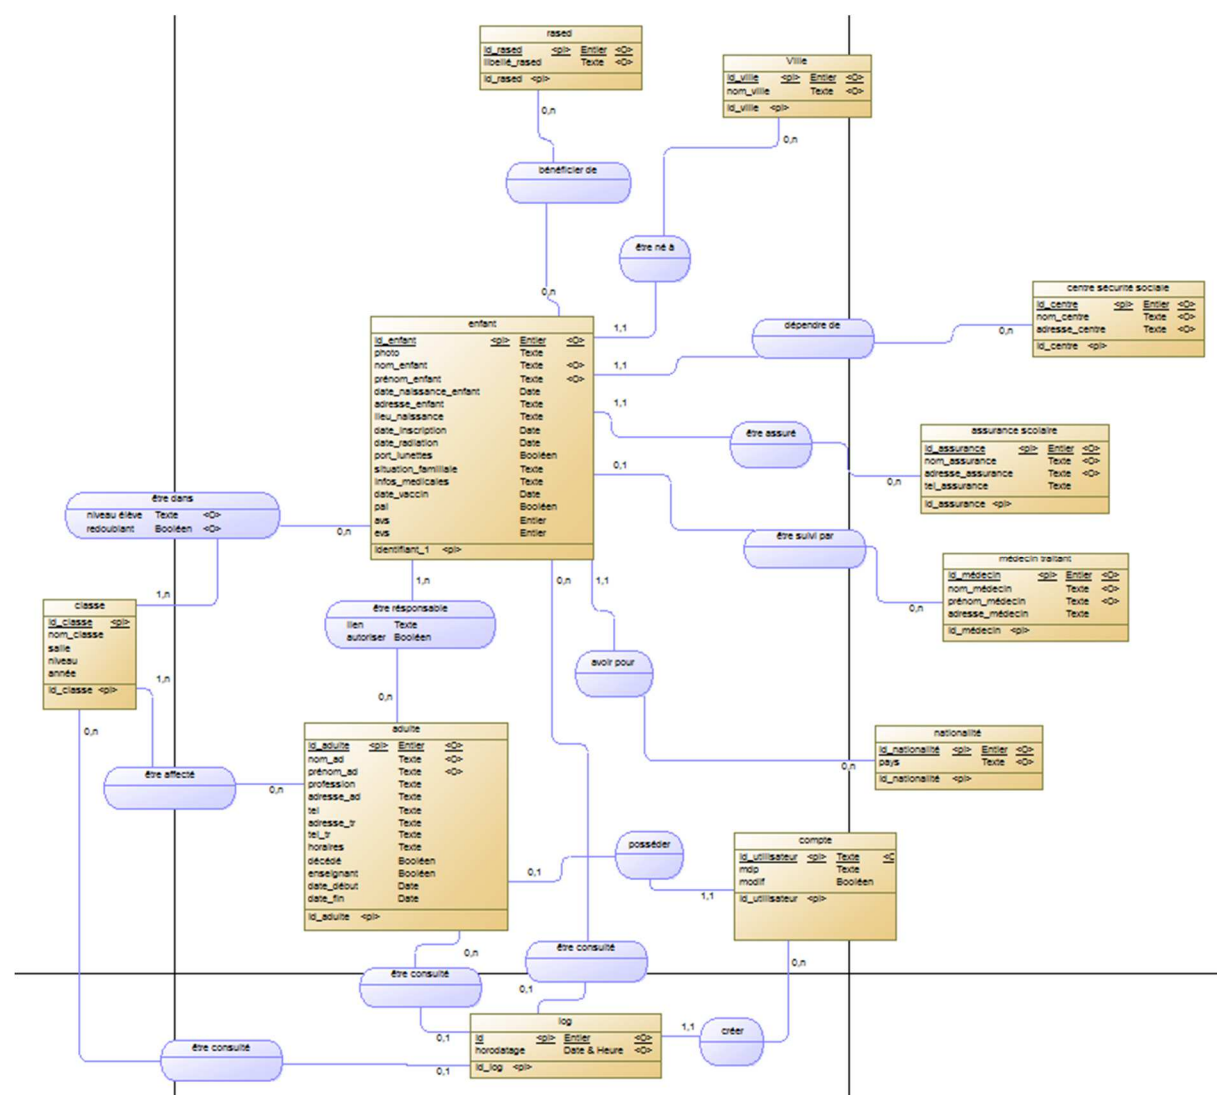 rased
id_rased <pi> Entier <O>
libellé_rased Texte <O>
id_rased <pi>
0,n
bénéficier de
0,n
Ville
id_ville <pi> Entier <O>
nom_ville Texte <O>
id_ville <pi>
0,n
être né à
1,1
centre sécurité sociale
id_centre <pi> Entier <O>
nom_centre Texte <O>
adresse_centre Texte <O>
id_centre <pi>
dépendre de
0,n
1,1
enfant
id_enfant <pi> Entier <O>
photo Texte
nom_enfant Texte <O>
prénom_enfant Texte <O>
date_naissance_enfant Date
adresse_enfant Texte
lieu_naissance Texte
date_inscription Date
date_radiation Date
port_lunettes Booléen
situation_familiale Texte
infos_medicales Texte
date_vaccin Date
pai Booléen
avs Entier
evs Entier
Identifiant_1 <pi>
1,1
être assuré
0,n
assurance scolaire
id_assurance <pi> Entier <O>
nom_assurance Texte <O>
adresse_assurance Texte <O>
tel_assurance Texte
id_assurance <pi>
0,1
être suivi par
0,n
médecin traitant
id_médecin <pi> Entier <O>
nom_médecin Texte <O>
prénom_médecin Texte <O>
adresse_médecin Texte
id_médecin <pi>
être dans
niveau élève Texte <O>
redoublant Booléen <O>
0,n
1,n
classe
id_classe <pi>
nom_classe
salle
niveau
année
id_classe <pi>
1,n
0,n
1,n
être résponsable
lien Texte
autoriser Booléen
0,n
0,n
1,1
avoir pour
0,n
nationalité
id_nationalité <pi> Entier <O>
pays Texte <O>
id_nationalité <pi>
être affecté
0,n
adulte
id_adulte <pi> Entier <O>
nom_ad Texte <O>
prénom_ad Texte <O>
profession Texte
adresse_ad Texte
tel Texte
adresse_tr Texte
tel_tr Texte
horaires Texte
décédé Booléen
enseignant Booléen
date_début Date
date_fin Date
id_adulte <pi>
0,1
posséder
1,1
compte
id_utilisateur <pi> Texte <O
mdp Texte
modif Booléen
id_utilisateur <pi>
0,n
0,n
être consulté
0,1
être consulté
0,1
log
id <pi> Entier <O>
horodatage Date & Heure <O>
id_log <pi>
1,1
créer
être consulté
0,1